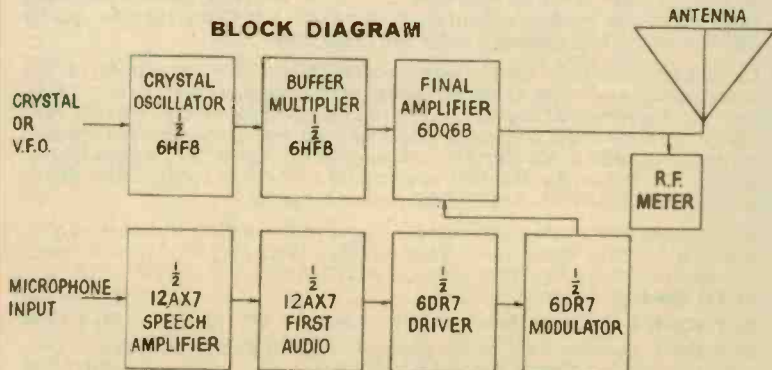 BLOCK DIAGRAM
ANTENNA
CRYSTAL
OR
V.F.O.
CRYSTAL
OSCILLATOR
1/2
6HF8
BUFFER
MULTIPLIER
1/2
6HF8
FINAL
AMPLIFIER
6DQ6B
R.F.
METER
MICROPHONE
INPUT
1/2
12AX7
SPEECH
AMPLIFIER
1/2
12AX7
FIRST
AUDIO
1/2
6DR7
DRIVER
1/2
6DR7
MODULATOR